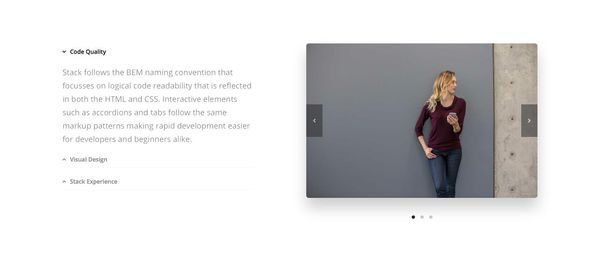 Code Quality
Stack follows the BEM naming convention that
focusses on logical code readability that is reflected
in both the HTML and CSS. Interactive elements
such as accordions and tabs follow the same
markup patterns making rapid development easier
for developers and beginners alike.
Visual Design
Stack Experience